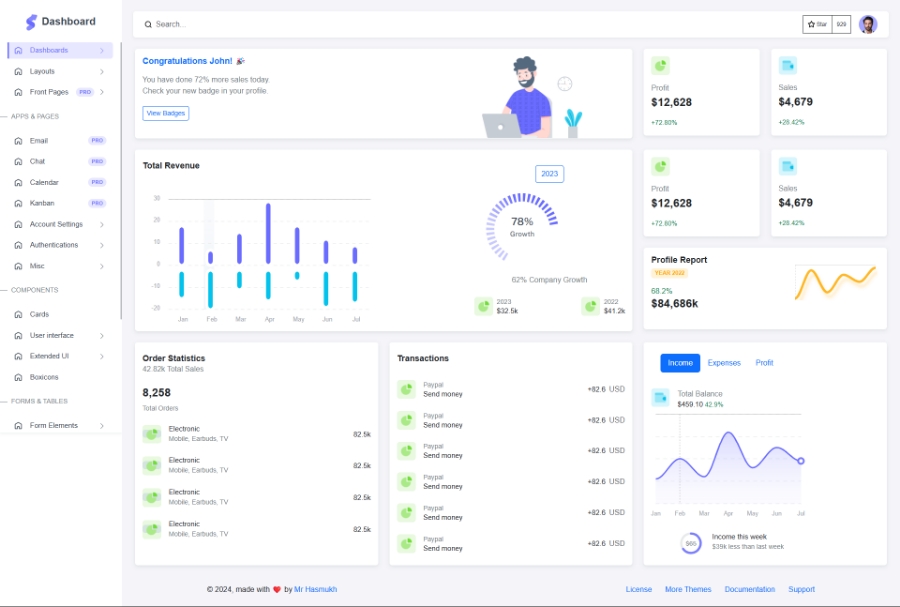 Dashboard
Dashboards
Layouts
Front Pages PRO
APPS & PAGES
Email PRO
Chat PRO
Calendar PRO
Kanban PRO
Account Settings
Authentications
Misc
COMPONENTS
Cards
User interface
Extended UI
Boxicons
FORMS & TABLES
Form Elements
Search...
Star 929
Congratulations John! 🎉
You have done 72% more sales today.
Check your new badge in your profile.
View Badges
Profit
$12,628
+72.80%
Sales
$4,679
+28.42%
Total Revenue
2023
30
20
10
0
-10
-20
Jan Feb Mar Apr May Jun Jul
78%
Growth
62% Company Growth
2023
$32.5k
2022
$41.2k
Profit
$12,628
+72.80%
Sales
$4,679
+28.42%
Profile Report
YEAR 2022
68.2%
$84,686k
Order Statistics
42.82k Total Sales
8,258
Total Orders
Electronic
Mobile, Earbuds, TV
82.5k
Electronic
Mobile, Earbuds, TV
82.5k
Electronic
Mobile, Earbuds, TV
82.5k
Electronic
Mobile, Earbuds, TV
82.5k
Transactions
Paypal
Send money
+82.6 USD
Paypal
Send money
+82.6 USD
Paypal
Send money
+82.6 USD
Paypal
Send money
+82.6 USD
Paypal
Send money
+82.6 USD
Paypal
Send money
+82.6 USD
Income Expenses Profit
Total Balance
$459.10 42.9%
Jan Feb Mar Apr May Jun Jul
$65
Income this week
$39k less than last week
© 2024, made with ❤️ by Mr Hasmukh
License More Themes Documentation Support